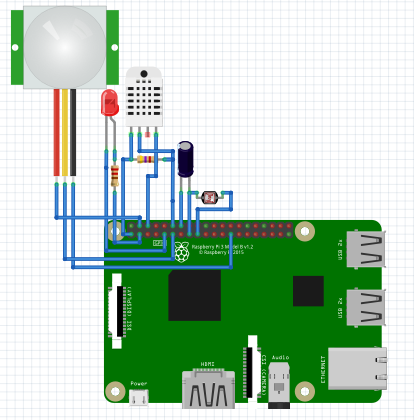 Raspberry Pi 3 Model B v1.2
© Raspberry Pi 2015
USB 2x
DSI (DISPLAY)
USB 2x
HDMI
CSI (CAMERA)
Audio
ETHERNET
Power